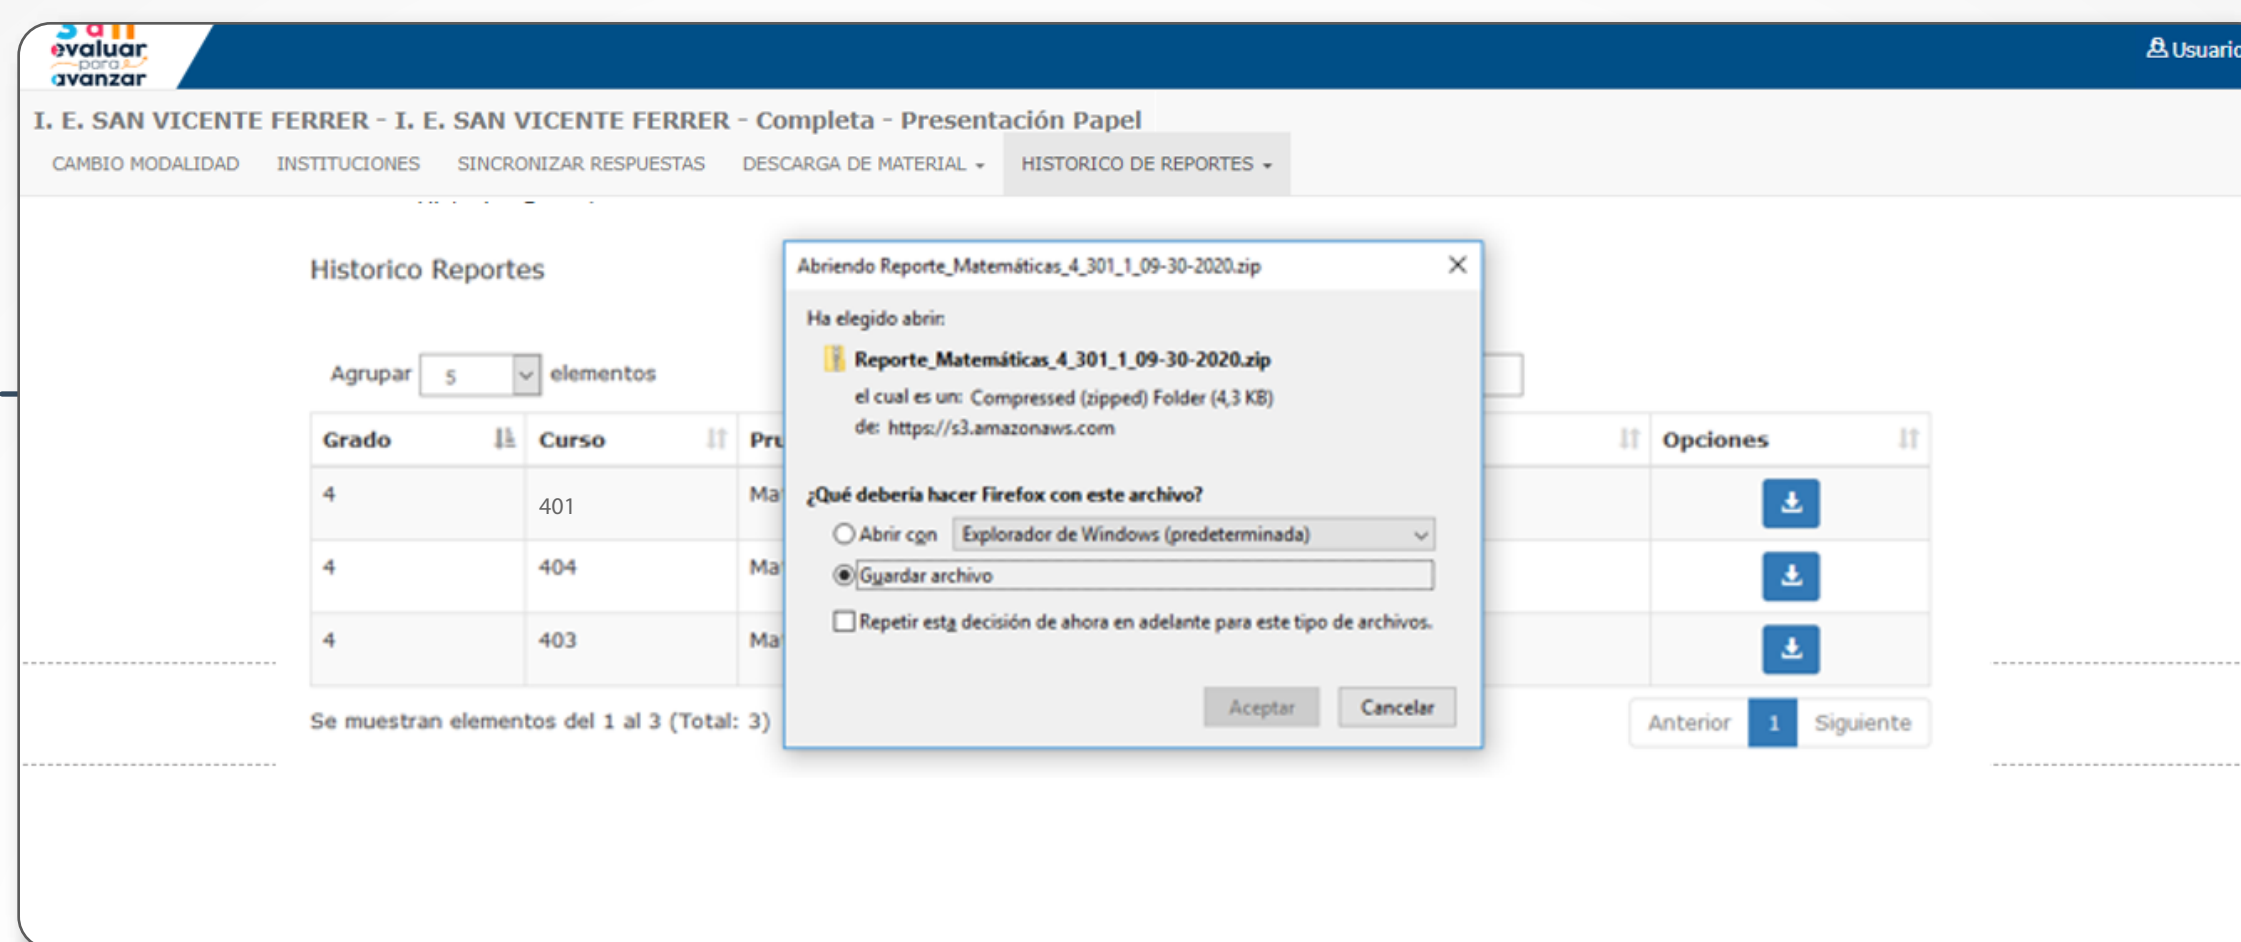 evaluar
para
avanzar
Usuario
I. E. SAN VICENTE FERRER - I. E. SAN VICENTE FERRER - Completa - Presentación Papel
CAMBIO MODALIDAD INSTITUCIONES SINCRONIZAR RESPUESTAS DESCARGA DE MATERIAL HISTORICO DE REPORTES
Historico Reportes
Abriendo Reporte_Matemáticas_4_301_1_09-30-2020.zip
Ha elegido abrir:
Reporte_Matemáticas_4_301_1_09-30-2020.zip
el cual es un: Compressed (zipped) Folder (4,3 KB)
de: https://s3.amazonaws.com
¿Qué debería hacer Firefox con este archivo?
Abrir con Explorador de Windows (predeterminada)
Guardar archivo
Repetir esta decisión de ahora en adelante para este tipo de archivos.
Aceptar Cancelar
Agrupar 5 elementos
Grado Curso Pru Opciones
4 401 Ma
4 404 Ma
4 403 Ma
Se muestran elementos del 1 al 3 (Total: 3)
Anterior 1 Siguiente